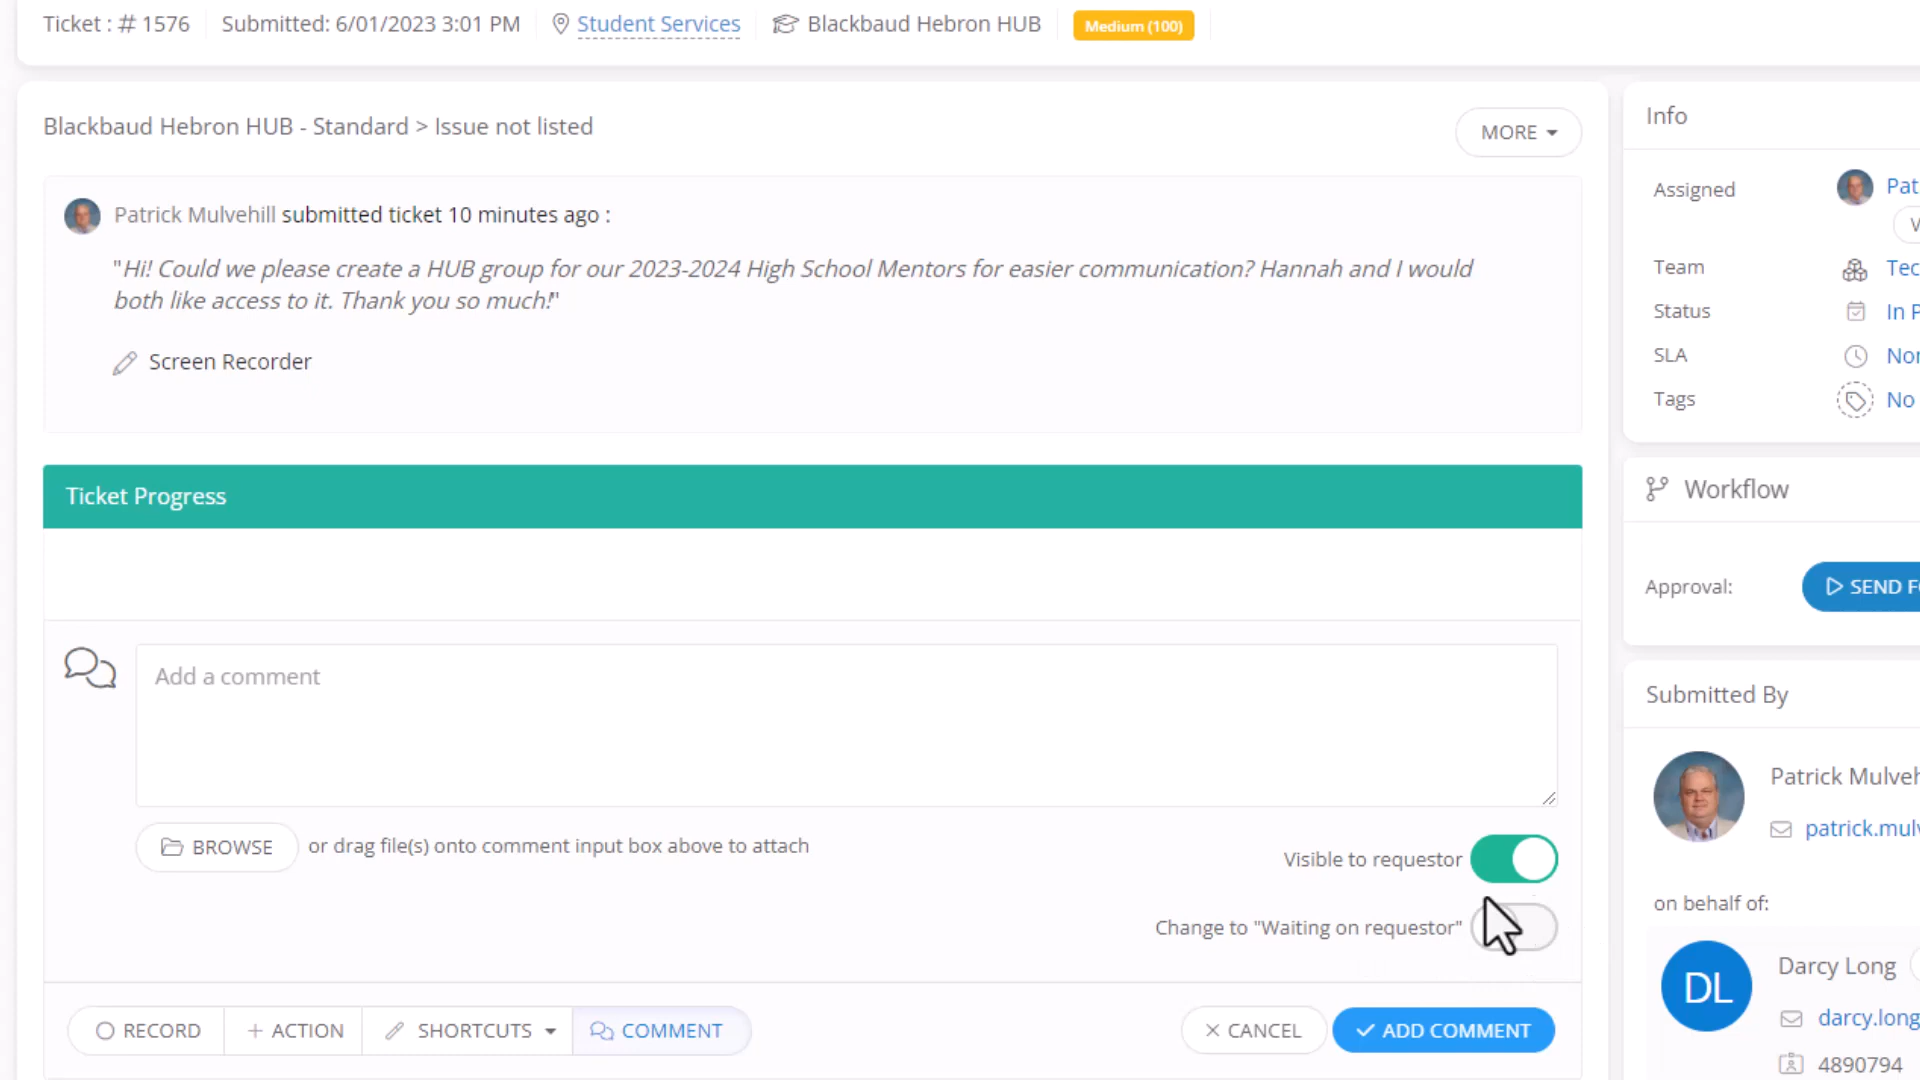 Ticket : # 1576 Submitted: 6/01/2023 3:01 PM Student Services Blackbaud Hebron HUB Medium (100)
Blackbaud Hebron HUB - Standard > Issue not listed
MORE
Patrick Mulvehill submitted ticket 10 minutes ago :
"Hi! Could we please create a HUB group for our 2023-2024 High School Mentors for easier communication? Hannah and I would
both like access to it. Thank you so much!"
Screen Recorder
Ticket Progress
Add a comment
BROWSE or drag file(s) onto comment input box above to attach
Visible to requestor
Change to "Waiting on requestor"
RECORD + ACTION SHORTCUTS COMMENT
CANCEL ADD COMMENT
Info
Assigned Pat
V
Team Tec
Status In P
SLA Nor
Tags No
Workflow
Approval: SEND F
Submitted By
Patrick Mulveh
patrick.mulv
on behalf of:
DL Darcy Long
darcy.long
4890794